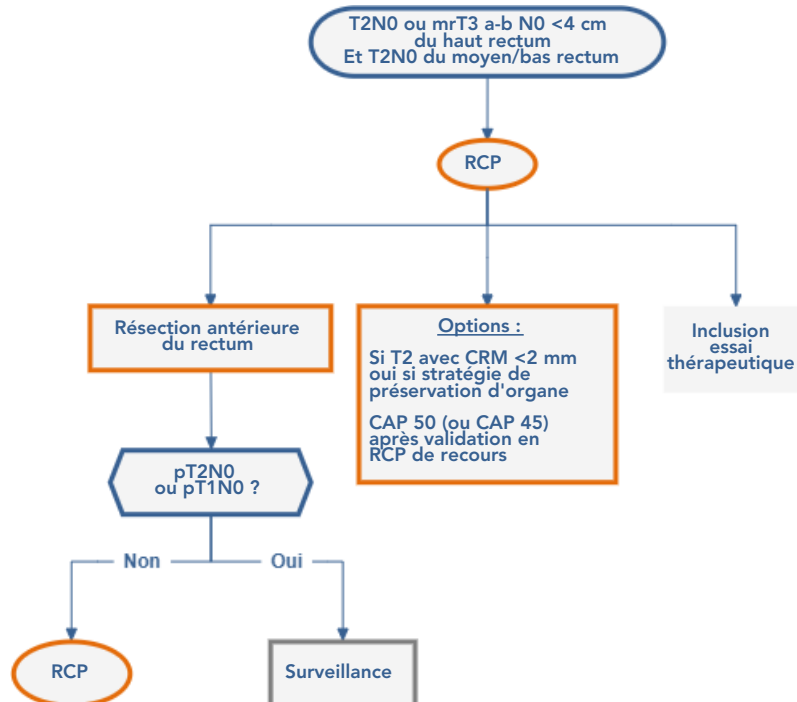 T2N0 ou mrT3 a-b N0 <4 cm
du haut rectum
Et T2N0 du moyen/bas rectum
RCP
Résection antérieure
du rectum
Options :
Si T2 avec CRM <2 mm
oui si stratégie de
préservation d'organe
CAP 50 (ou CAP 45)
après validation en
RCP de recours
Inclusion
essai
thérapeutique
pT2N0
ou pT1N0 ?
Non
Oui
RCP
Surveillance